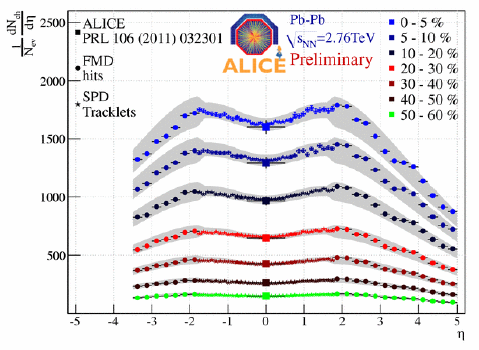 1/N_ev dN_ch/dη
2500
2000
1500
1000
500
ALICE
PRL 106 (2011) 032301
FMD
hits
SPD
Tracklets
ALICE
Pb-Pb
√s_NN=2.76TeV
Preliminary
0 - 5 %
5 - 10 %
10 - 20 %
20 - 30 %
30 - 40%
40 - 50 %
50 - 60 %
-5 -4 -3 -2 -1 0 1 2 3 4 5
η